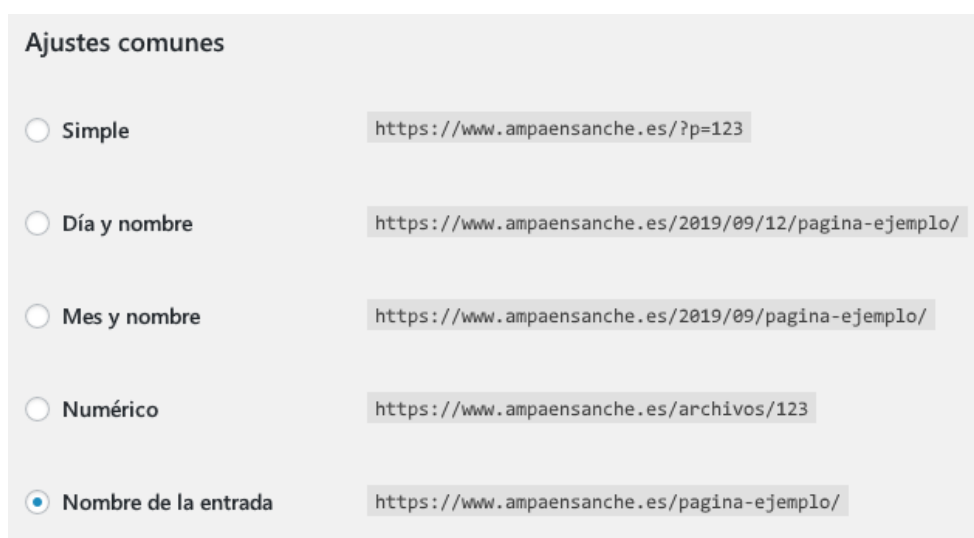 Ajustes comunes
Simple https://www.ampaensanche.es/?p=123
Día y nombre https://www.ampaensanche.es/2019/09/12/pagina-ejemplo/
Mes y nombre https://www.ampaensanche.es/2019/09/pagina-ejemplo/
Numérico https://www.ampaensanche.es/archivos/123
Nombre de la entrada https://www.ampaensanche.es/pagina-ejemplo/